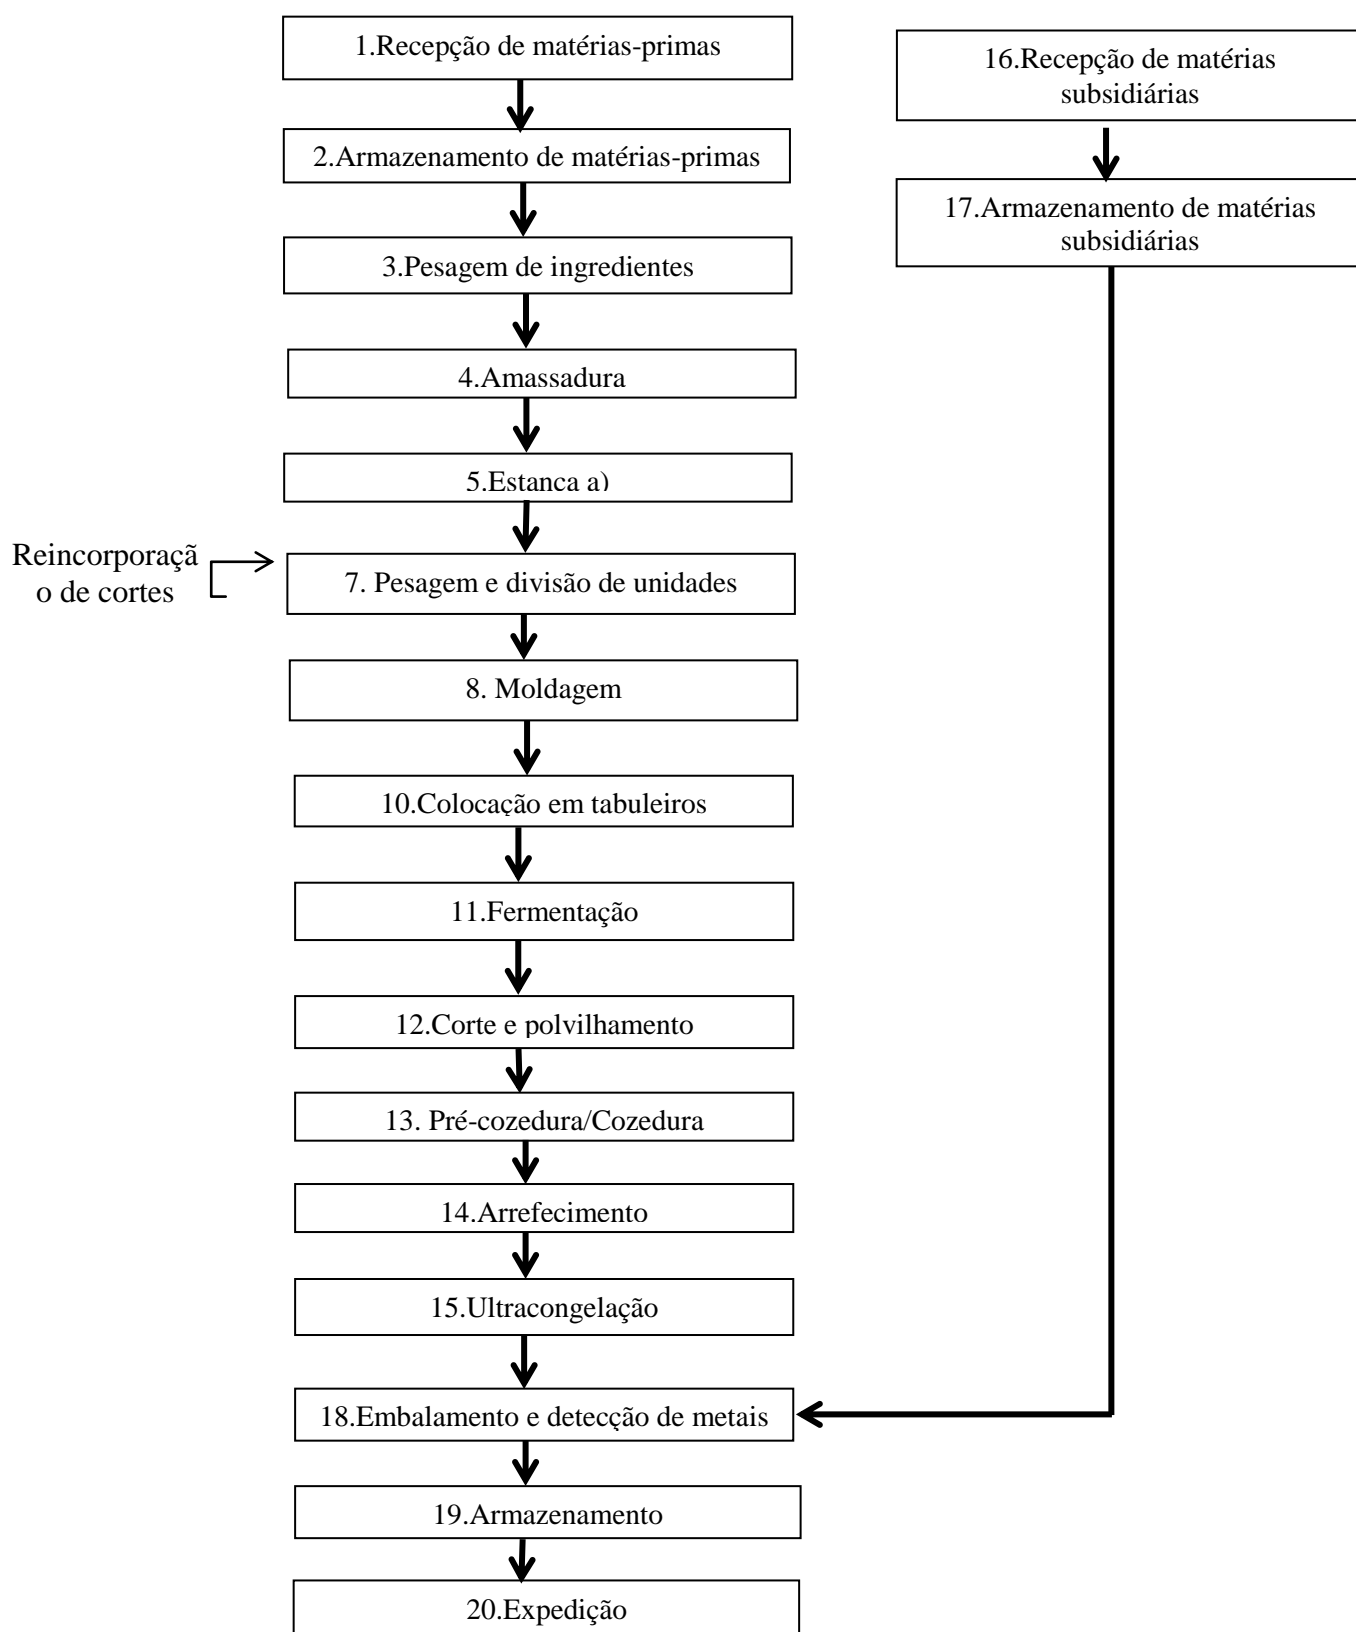 1.Recepção de matérias-primas
2.Armazenamento de matérias-primas
3.Pesagem de ingredientes
4.Amassadura
5.Estanca a)
Reincorporaçã
o de cortes
7. Pesagem e divisão de unidades
8. Moldagem
10.Colocação em tabuleiros
11.Fermentação
12.Corte e polvilhamento
13. Pré-cozedura/Cozedura
14.Arrefecimento
15.Ultracongelação
18.Embalamento e detecção de metais
19.Armazenamento
20.Expedição
16.Recepção de matérias
subsidiárias
17.Armazenamento de matérias
subsidiárias